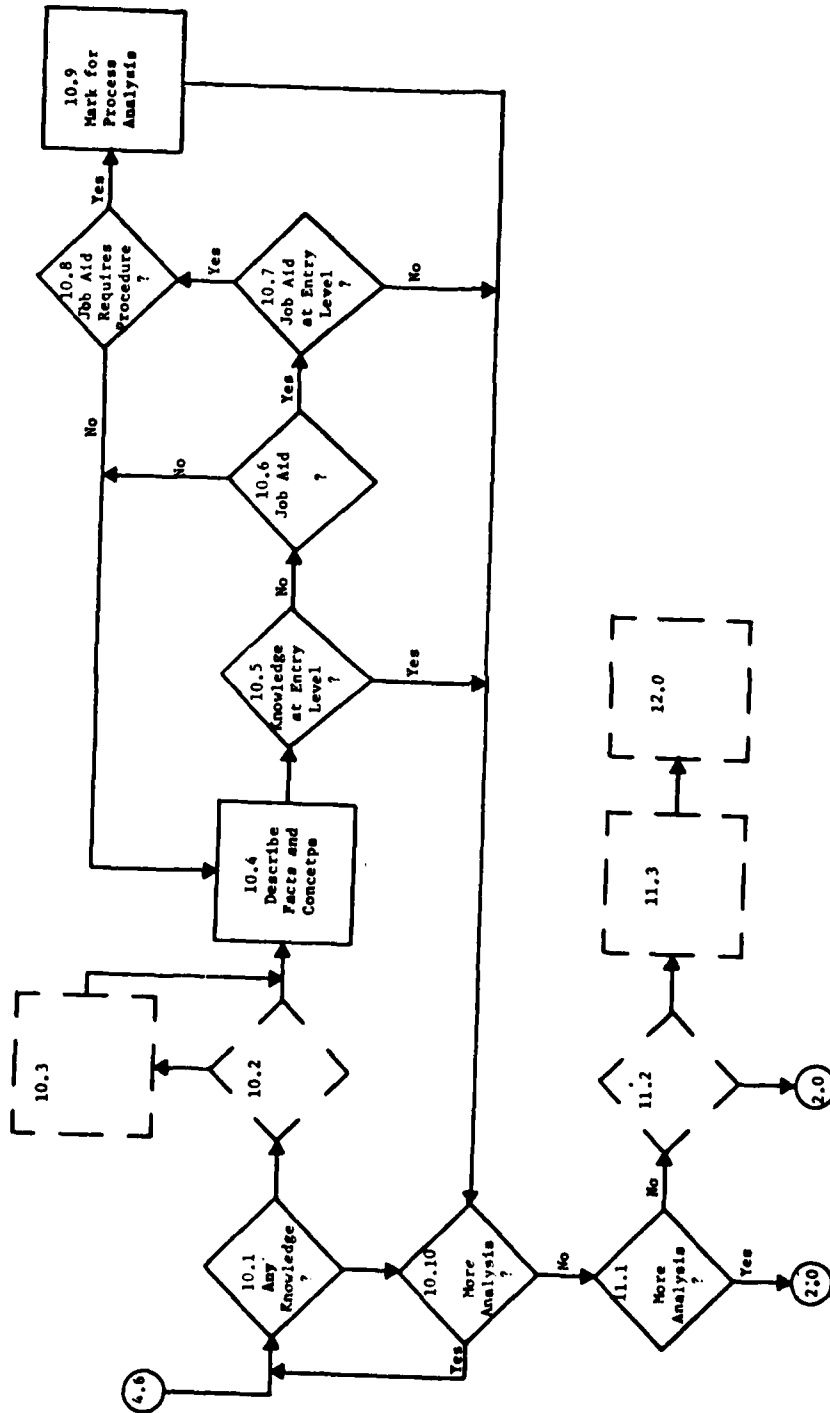 4.6
10.1
Any
Knowledge
?
10.2
10.3
10.4
Describe
Facts and
Concetps
10.5
Knowledge
at Entry
Level
?
Yes
No
10.6
Job Aid
?
No
Yes
10.7
Job Aid
at Entry
Level
?
No
Yes
10.8
Job Aid
Requires
Procedure
?
No
Yes
10.9
Mark for
Process
Analysis
10.10
More
Analysis
?
Yes
No
11.1
More
Analysis
?
Yes
2.0
No
11.2
2.0
11.3
12.0